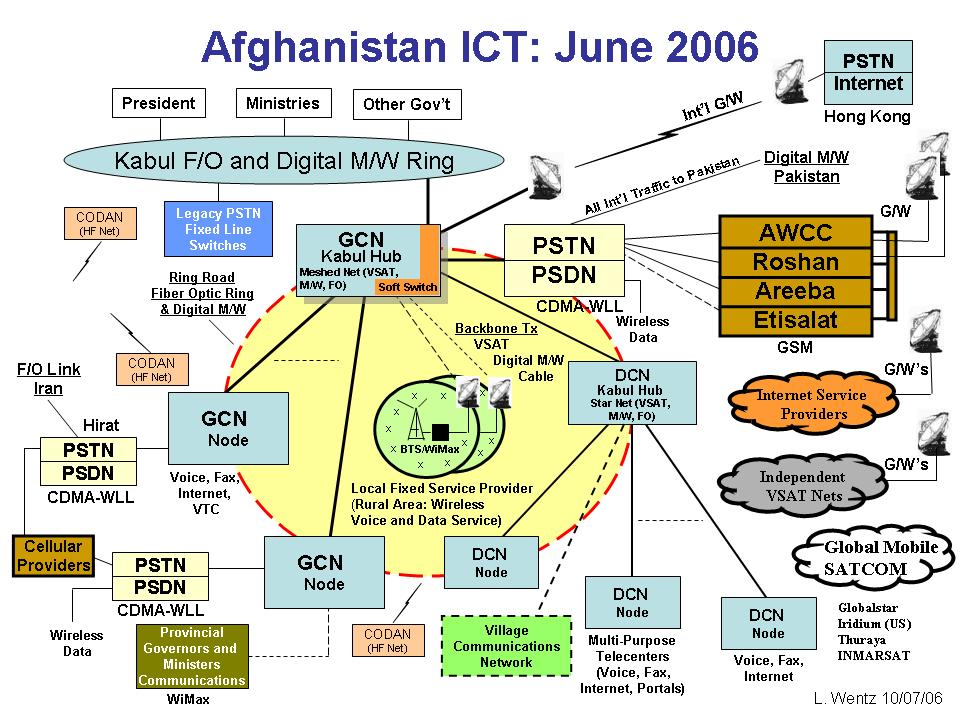 Afghanistan ICT: June 2006
PSTN
Internet
Hong Kong
President
Ministries
Other Gov't
Int'l G/W
Kabul F/O and Digital M/W Ring
All Int'l Traffic to Pakistan
Digital M/W
Pakistan
G/W
CODAN
(HF Net)
Legacy PSTN
Fixed Line
Switches
GCN
Kabul Hub
Meshed Net (VSAT,
M/W, FO)
Soft Switch
PSTN
PSDN
CDMA-WLL
Wireless
Data
AWCC
Roshan
Areeba
Etisalat
GSM
Ring Road
Fiber Optic Ring
& Digital M/W
Backbone Tx
VSAT
Digital M/W
Cable
CODAN
(HF Net)
F/O Link
Iran
DCN
Kabul Hub
Star Net (VSAT,
M/W, FO)
G/W's
Internet Service
Providers
GCN
Node
Hirat
PSTN
PSDN
CDMA-WLL
Voice, Fax,
Internet,
VTC
x
x
x
x
x
x
x
x
x
x
BTS/WiMax
Local Fixed Service Provider
(Rural Area: Wireless
Voice and Data Service)
G/W's
Independent
VSAT Nets
Cellular
Providers
PSTN
PSDN
CDMA-WLL
GCN
Node
DCN
Node
Global Mobile
SATCOM
Globalstar
Iridium (US)
Thuraya
INMARSAT
Wireless
Data
Provincial
Governors and
Ministers
Communications
WiMax
CODAN
(HF Net)
Village
Communications
Network
DCN
Node
Multi-Purpose
Telecenters
(Voice, Fax,
Internet, Portals)
DCN
Node
Voice, Fax,
Internet
L. Wentz 10/07/06